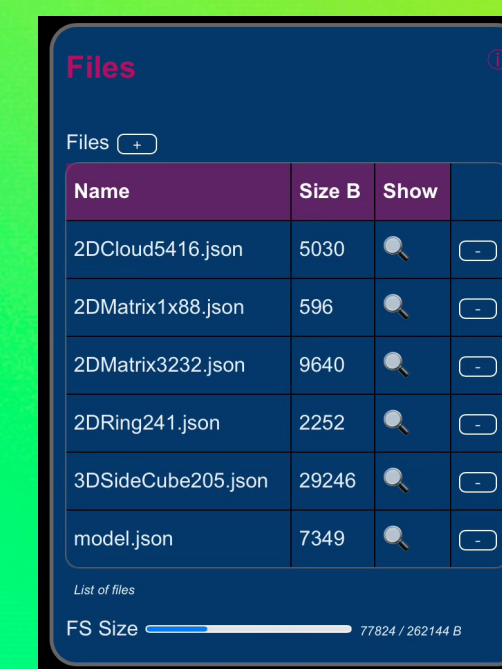 Files
Files +
Name Size B Show
2DCloud5416.json 5030 -
2DMatrix1x88.json 596 -
2DMatrix3232.json 9640 -
2DRing241.json 2252 -
3DSideCube205.json 29246 -
model.json 7349 -
List of files
FS Size 77824 / 262144 B